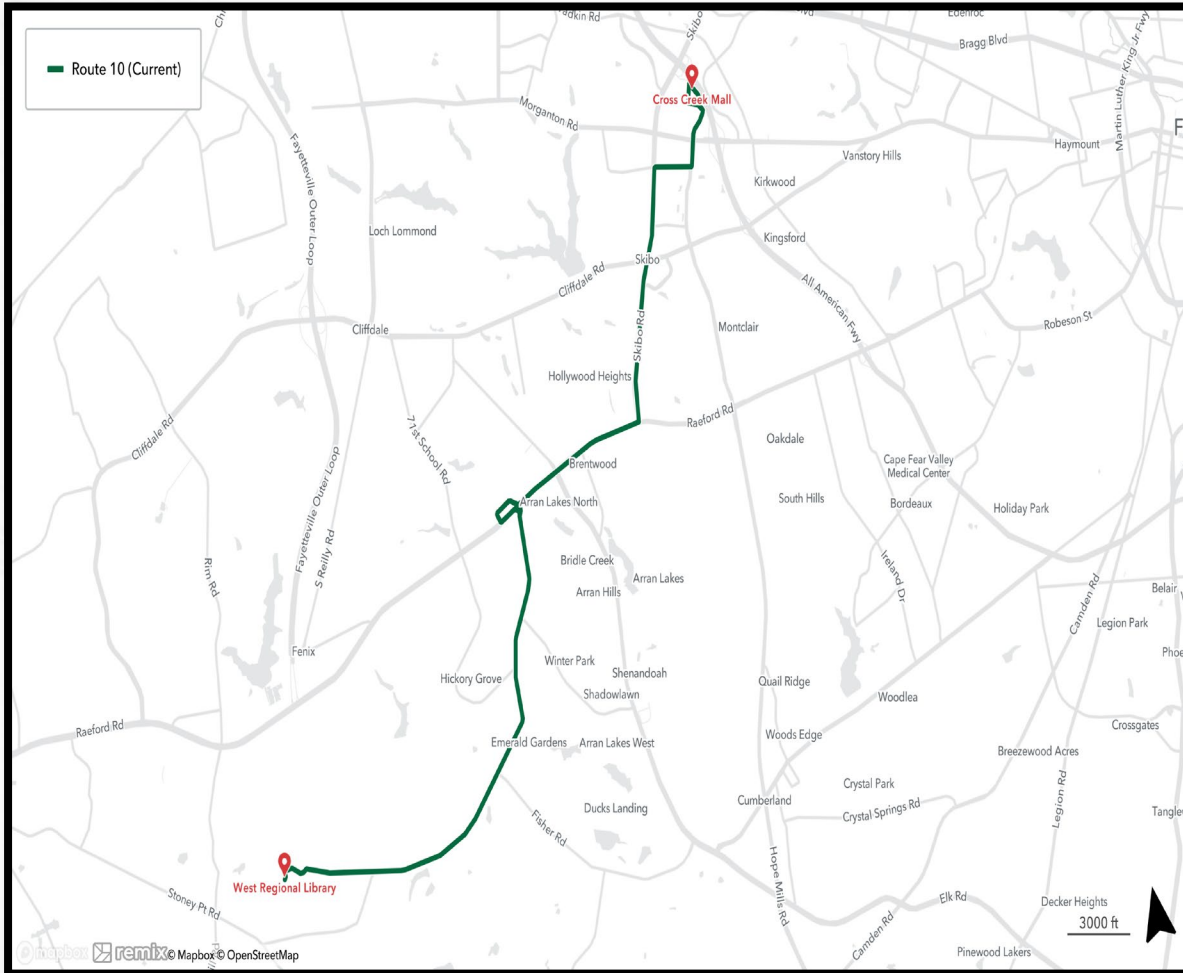 Route 10 (Current)
Skibo
Edenroc
Bragg Blvd
Martin Luther King Jr Fwy
Cross Creek Mall
Morganton Rd
Haymount
F
Vanstory Hills
Fayetteville Outer Loop
Kirkwood
Loch Lommond
Kingsford
Skibo
Cliffdale Rd
All American Fwy
Cliffdale
Skibo Rd
Montclair
Robeson St
Hollywood Heights
Raeford Rd
Cliffdale Rd
71st School Rd
Oakdale
Brentwood
Cape Fear Valley
Medical Center
Fayetteville Outer Loop
South Hills
Arran Lakes North
Bordeaux
Holiday Park
S Reilly Rd
Rim Rd
Bridle Creek
Ireland Dr
Arran Lakes
Arran Hills
Camden Rd
Belair
Legion Park
Fenix
Winter Park
Phoe
Hickory Grove
Shenandoah
Quail Ridge
Shadowlawn
Woodlea
Raeford Rd
Crossgates
Emerald Gardens
Arran Lakes West
Woods Edge
Breezewood Acres
Crystal Park
Cumberland
Ducks Landing
Crystal Springs Rd
Legion Rd
Tangle
Fisher Rd
West Regional Library
Hope Mills Rd
Stoney Pt Rd
Elk Rd
Decker Heights
3000 ft
Camden Rd
Pinewood Lakers
mapbox
remix
© Mapbox © OpenStreetMap